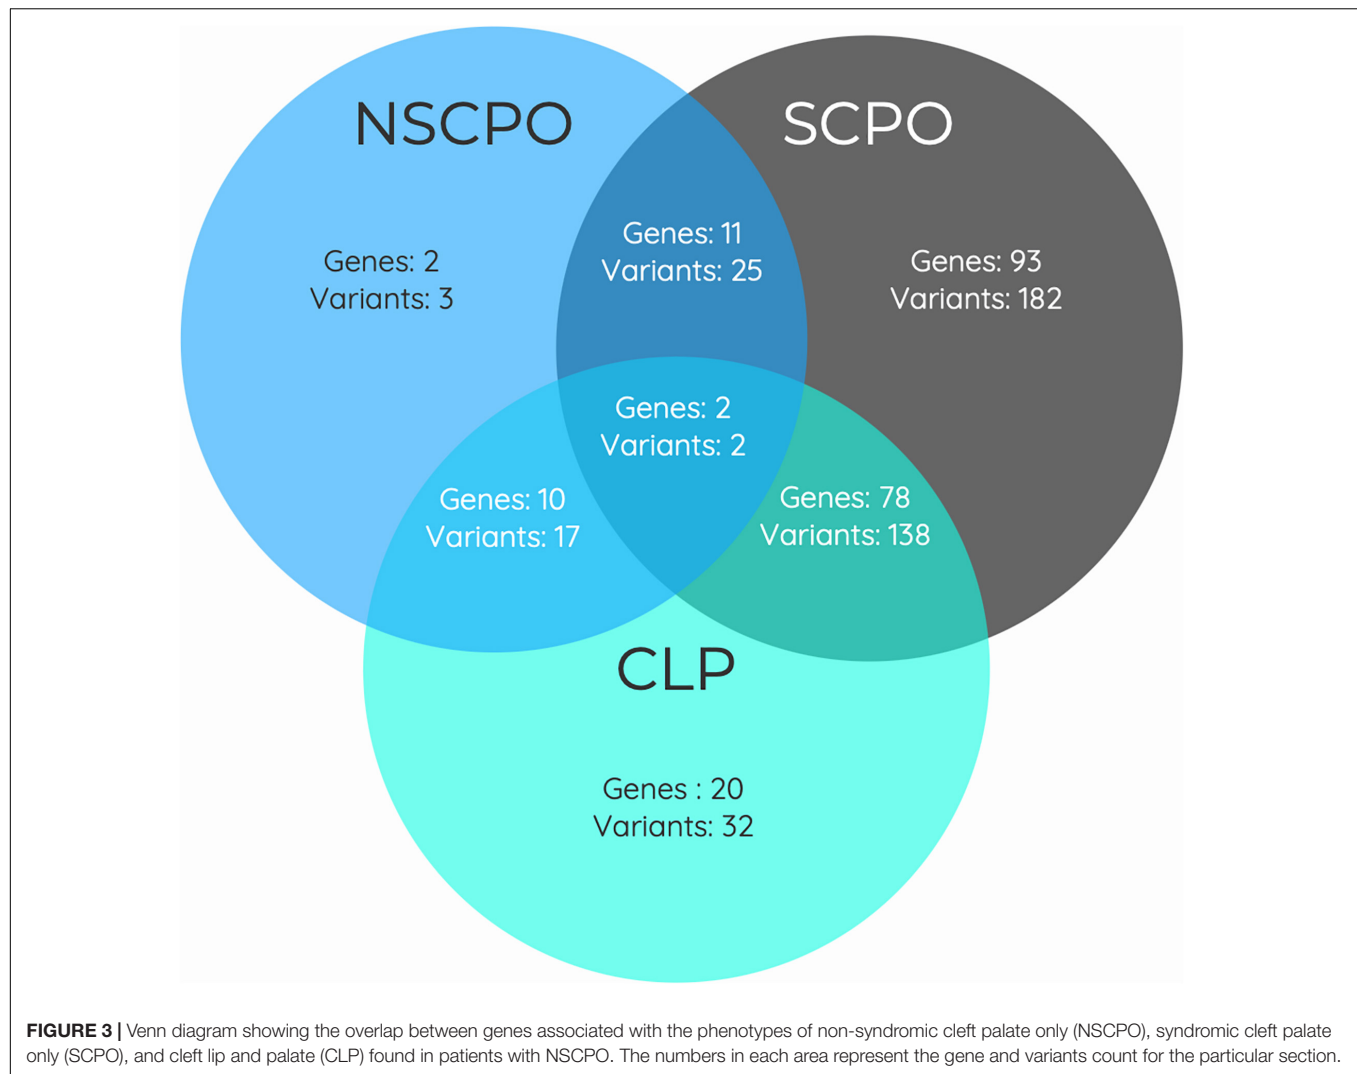 NSCPO
SCPO
Genes: 2
Variants: 3
Genes: 11
Variants: 25
Genes: 93
Variants: 182
Genes: 2
Variants: 2
Genes: 10
Variants: 17
Genes: 78
Variants: 138
CLP
Genes : 20
Variants: 32
FIGURE 3 | Venn diagram showing the overlap between genes associated with the phenotypes of non-syndromic cleft palate only (NSCPO), syndromic cleft palate
only (SCPO), and cleft lip and palate (CLP) found in patients with NSCPO. The numbers in each area represent the gene and variants count for the particular section.